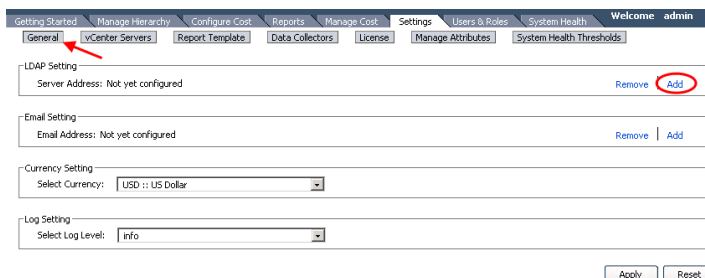 Getting Started Manage Hierarchy Configure Cost Reports Manage Cost Settings Users & Roles System Health Welcome admin
General vCenter Servers Report Template Data Collectors License Manage Attributes System Health Thresholds
LDAP Setting
Server Address: Not yet configured Remove Add
Email Setting
Email Address: Not yet configured Remove Add
Currency Setting
Select Currency: USD :: US Dollar
Log Setting
Select Log Level: info
Apply Reset